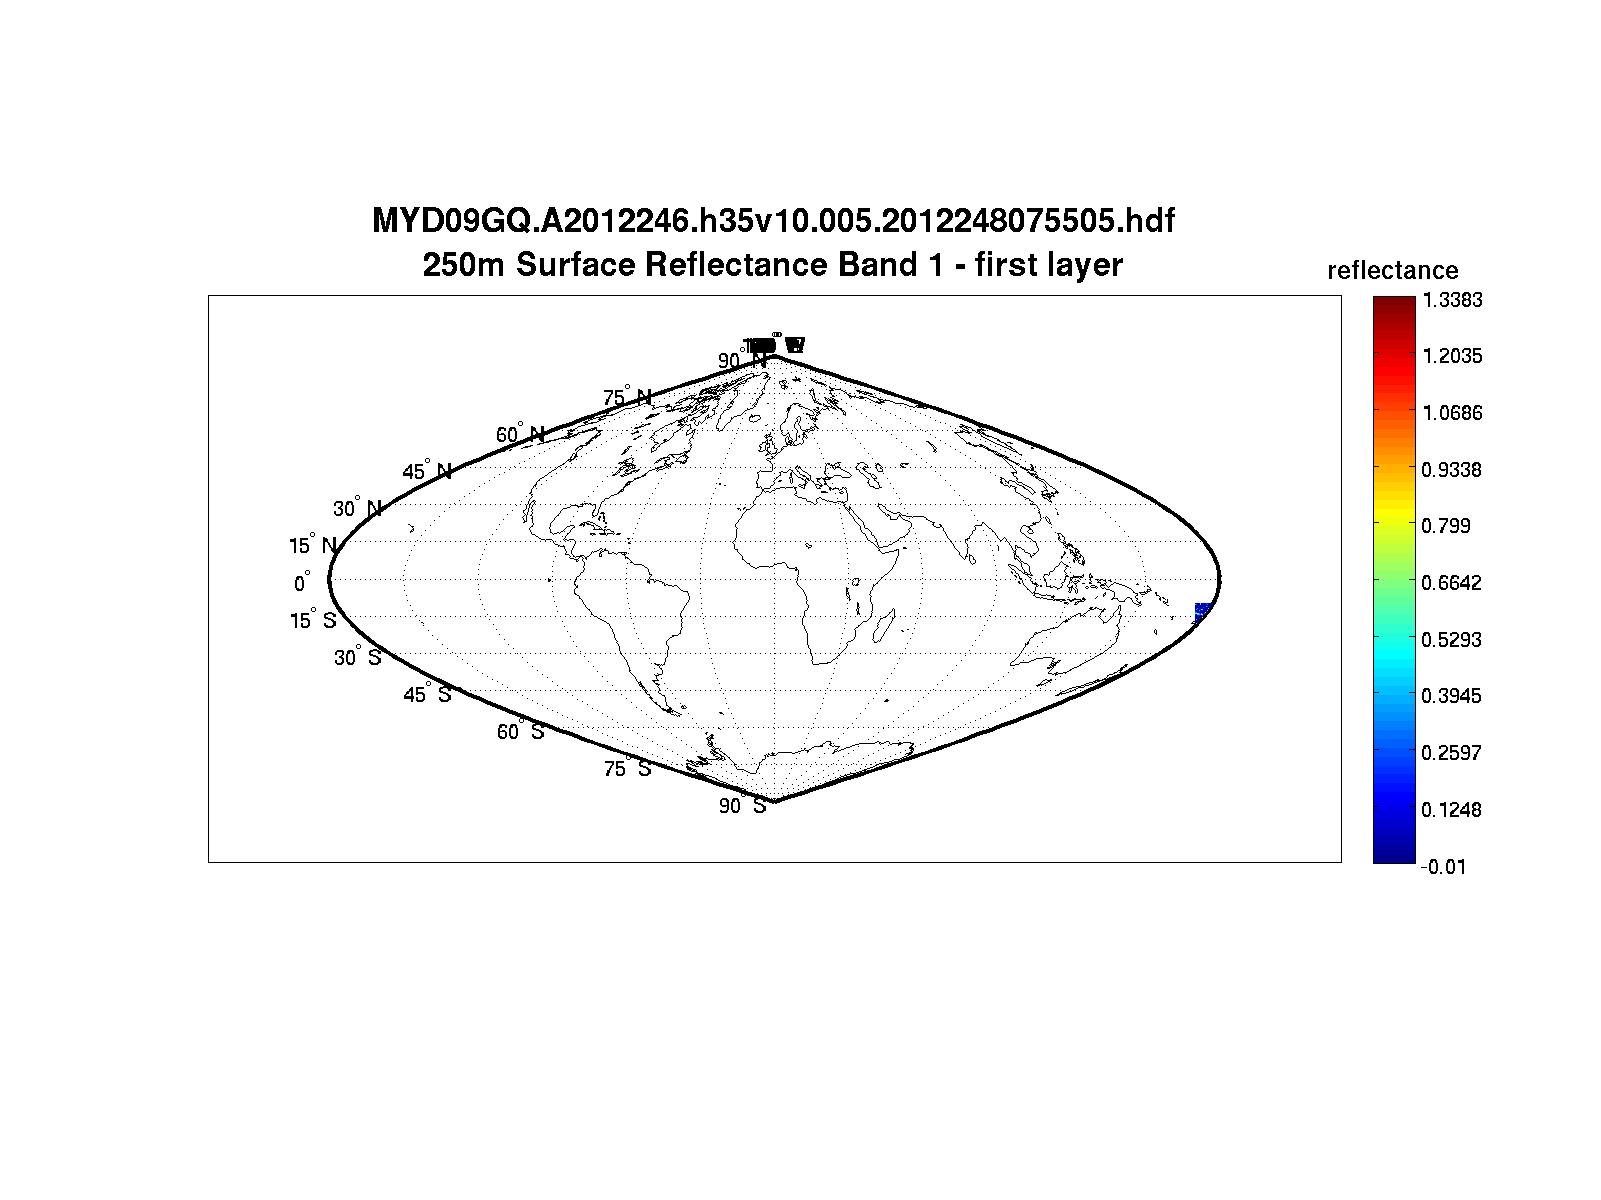 MYD09GQ.A2012246.h35v10.005.2012248075505.hdf
250m Surface Reflectance Band 1 - first layer
reflectance
1.3383
1.2035
1.0686
0.9338
0.799
0.6642
0.5293
0.3945
0.2597
0.1248
-0.01
90° N
75° N
60° N
45° N
30° N
15° N
0°
15° S
30° S
45° S
60° S
75° S
90° S